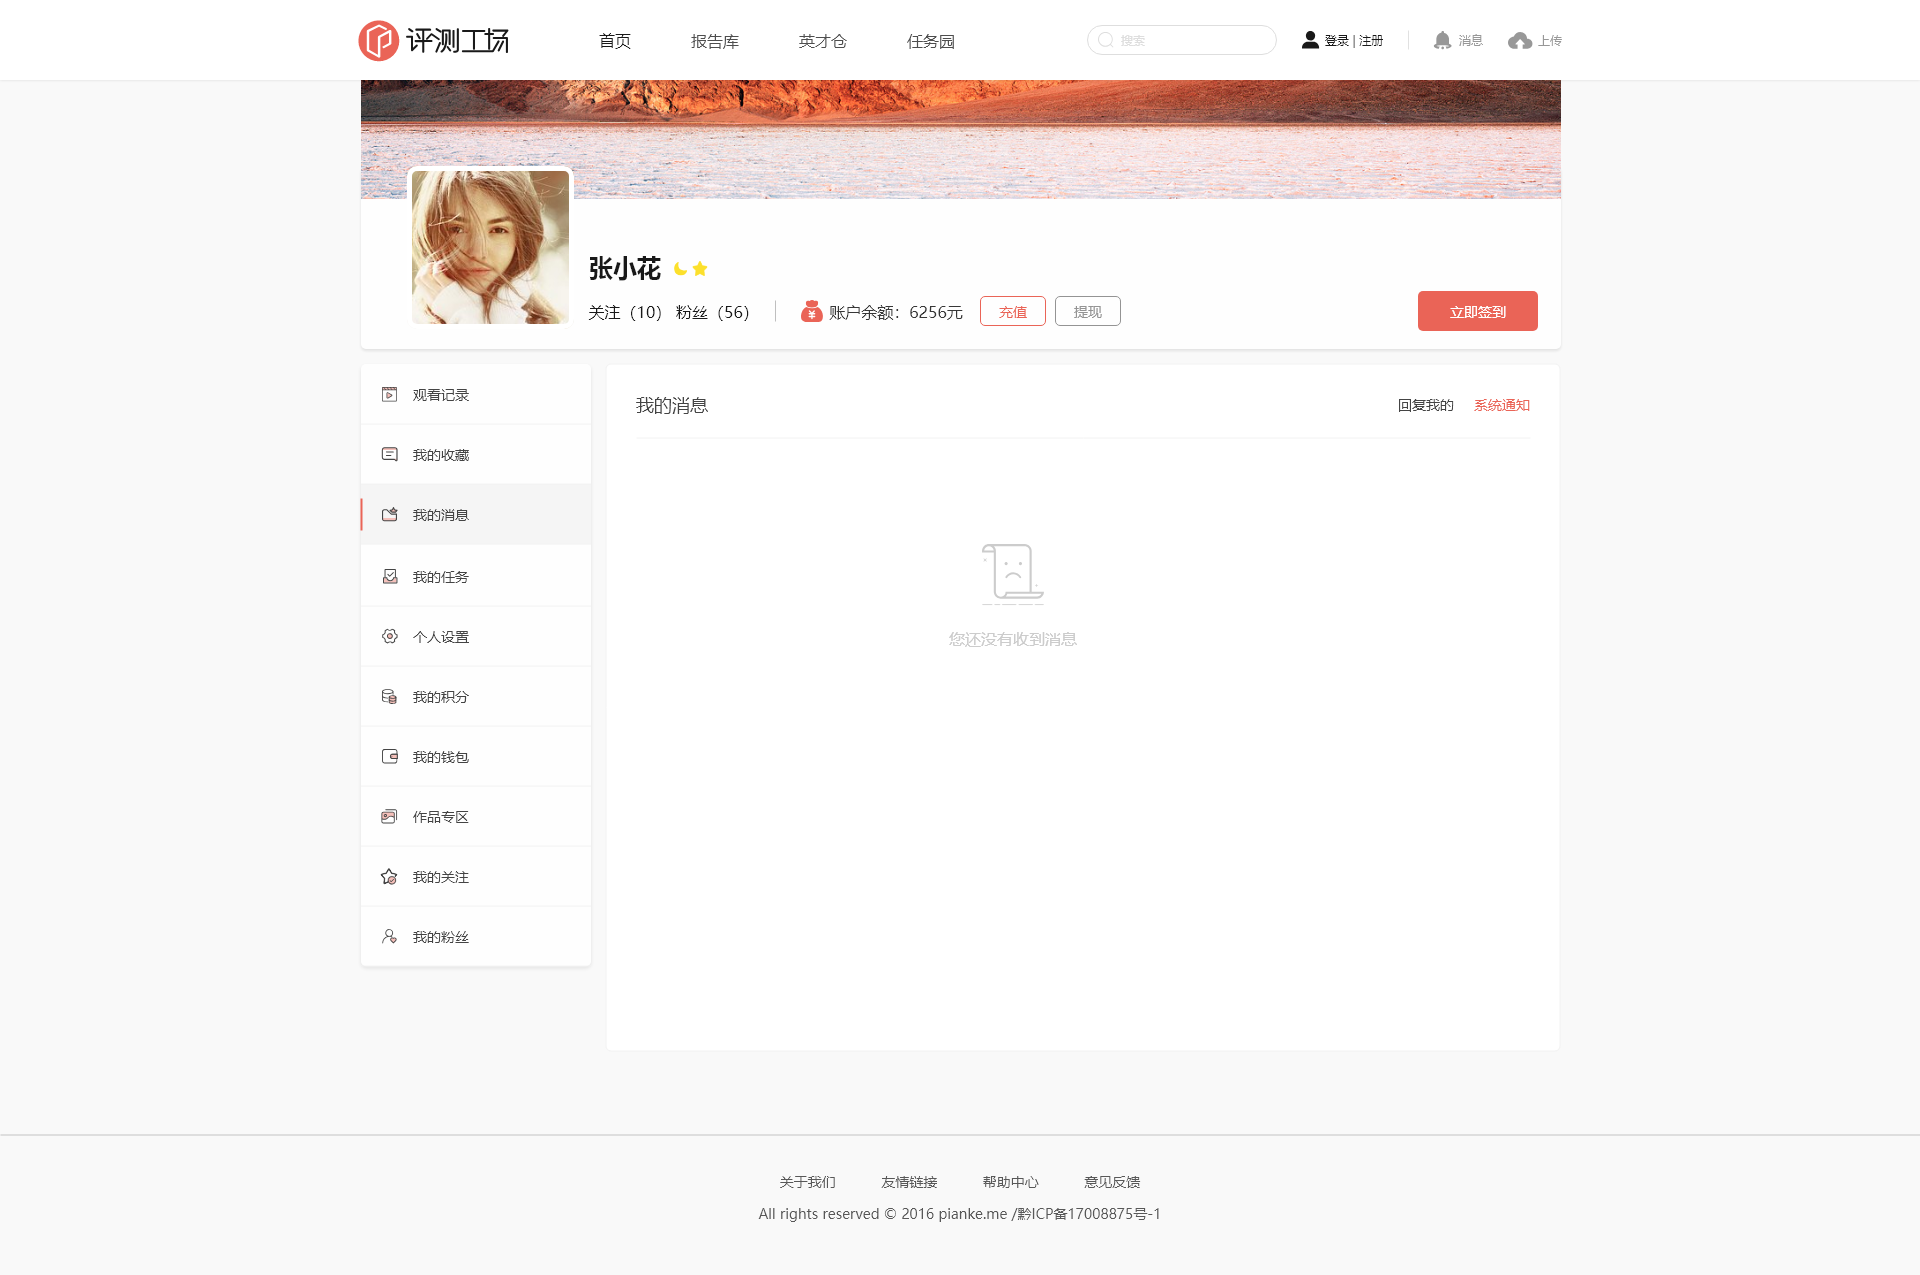 评测工场
首页 报告库 英才仓 任务园 搜索 登录 | 注册 消息 上传
张小花
关注（10） 粉丝（56） 账户余额：6256元 充值 提现 立即签到
观看记录
我的收藏
我的消息
我的任务
个人设置
我的积分
我的钱包
作品专区
我的关注
我的粉丝
我的消息 回复我的 系统通知
您还没有收到消息
关于我们 友情链接 帮助中心 意见反馈
All rights reserved © 2016 pianke.me /黔ICP备17008875号-1